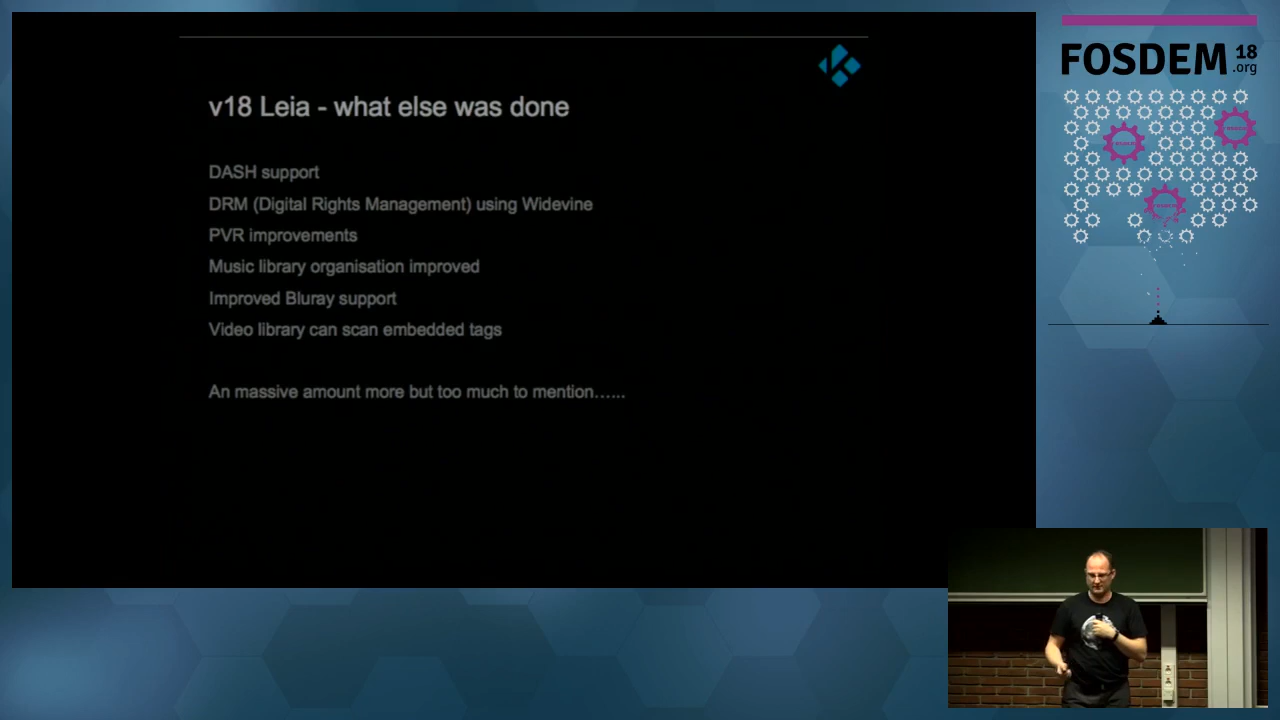 v18 Leia - what else was done
DASH support
DRM (Digital Rights Management) using Widevine
PVR improvements
Music library organisation improved
Improved Bluray support
Video library can scan embedded tags
An massive amount more but too much to mention…...
FOSDEM 18
.org